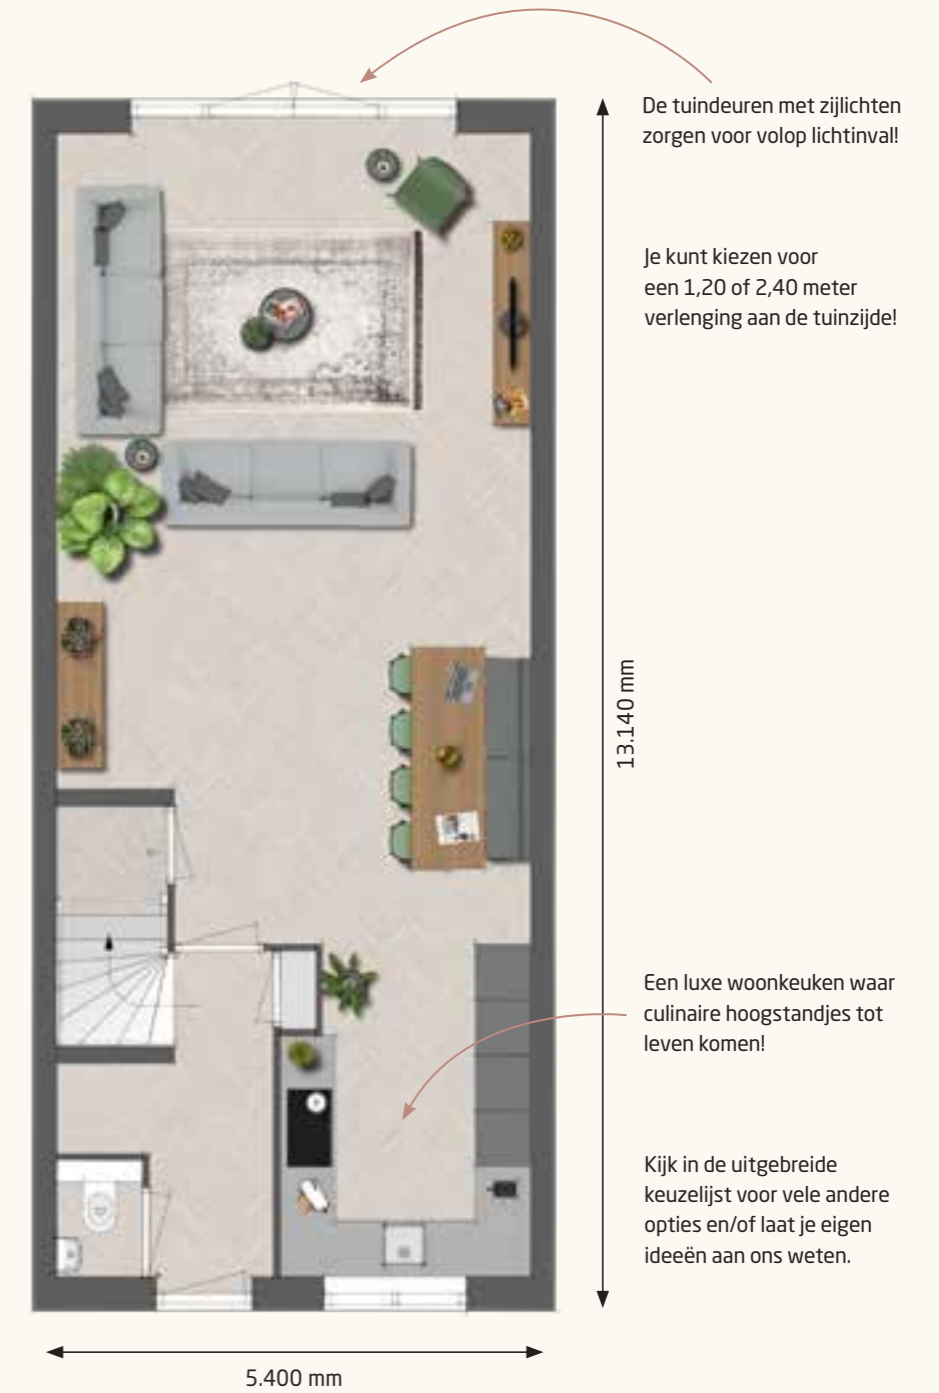 De tuindeuren met zijlichten
zorgen voor volop lichtinval!
Je kunt kiezen voor
een 1,20 of 2,40 meter
verlenging aan de tuinzijde!
13.140 mm
Een luxe woonkeuken waar
culinaire hoogstandjes tot
leven komen!
Kijk in de uitgebreide
keuzelijst voor vele andere
opties en/of laat je eigen
ideeën aan ons weten.
5.400 mm